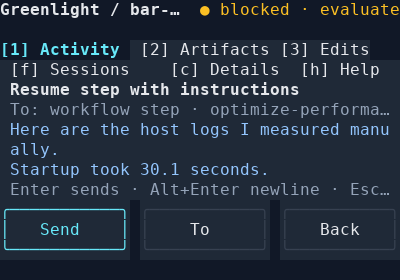 Greenlight / bar-…  ● blocked · evaluate
[1] Activity  [2] Artifacts [3] Edits
[f] Sessions    [c] Details  [h] Help
Resume step with instructions
To: workflow step · optimize-performa…
Here are the host logs I measured manu
ally.
Startup took 30.1 seconds.
Enter sends · Alt+Enter newline · Esc…
Send    To    Back